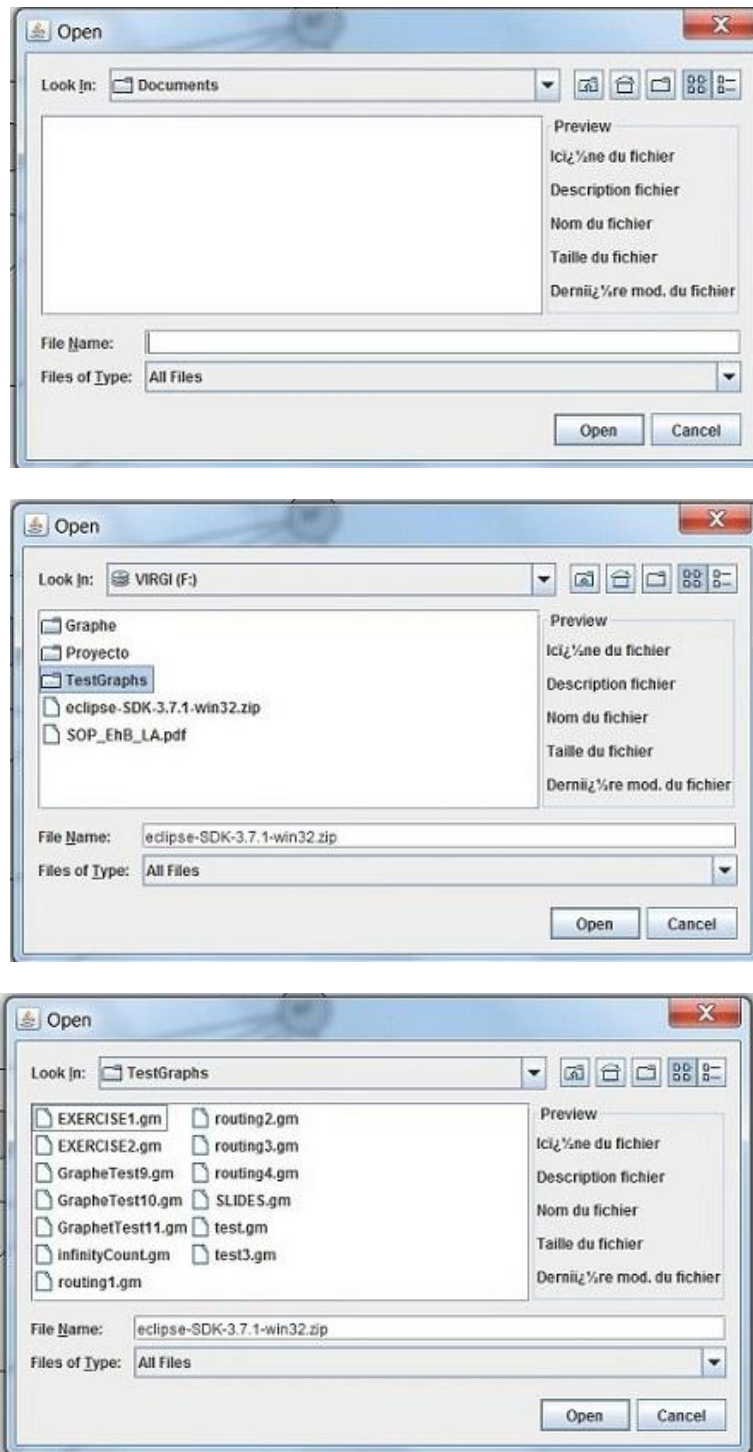 Open
Look In: Documents
Preview
Icï¿½ne du fichier
Description fichier
Nom du fichier
Taille du fichier
Derniï¿½re mod. du fichier
File Name:
Files of Type: All Files
Open Cancel
Open
Look In: VIRGI (F:)
Graphe
Proyecto
TestGraphs
eclipse-SDK-3.7.1-win32.zip
SOP_EhB_LA.pdf
Preview
Icï¿½ne du fichier
Description fichier
Nom du fichier
Taille du fichier
Derniï¿½re mod. du fichier
File Name: eclipse-SDK-3.7.1-win32.zip
Files of Type: All Files
Open Cancel
Open
Look In: TestGraphs
EXERCISE1.gm
EXERCISE2.gm
GrapheTest9.gm
GrapheTest10.gm
GraphetTest11.gm
infinityCount.gm
routing1.gm
routing2.gm
routing3.gm
routing4.gm
SLIDES.gm
test.gm
test3.gm
Preview
Icï¿½ne du fichier
Description fichier
Nom du fichier
Taille du fichier
Derniï¿½re mod. du fichier
File Name: eclipse-SDK-3.7.1-win32.zip
Files of Type: All Files
Open Cancel